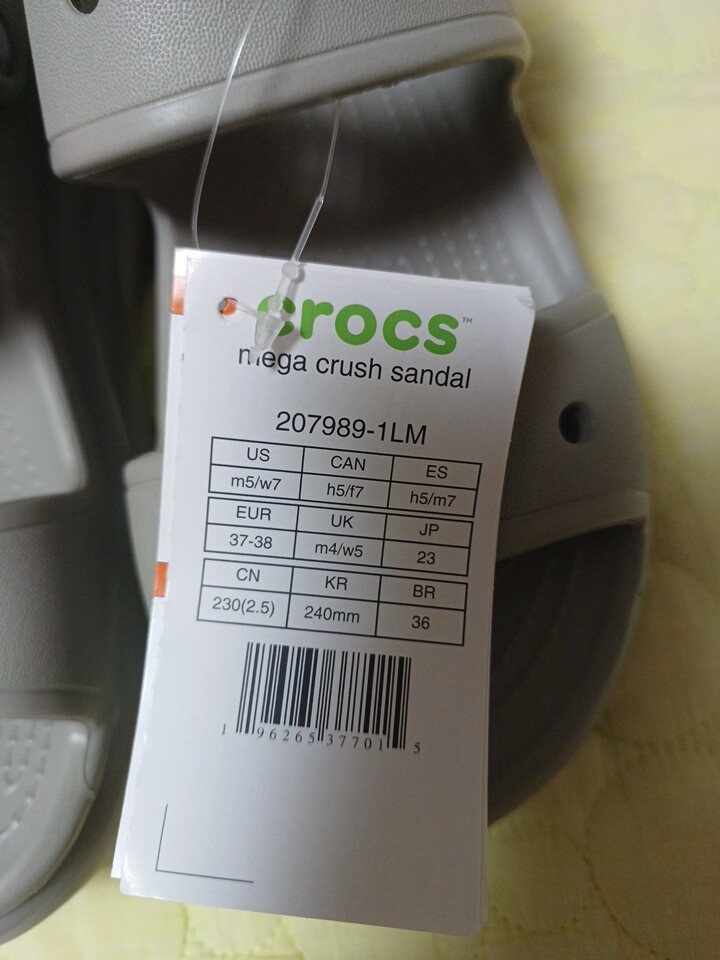 crocs™
mega crush sandal
207989-1LM
US CAN ES
m5/w7 h5/f7 h5/m7
EUR UK JP
37-38 m4/w5 23
CN KR BR
230(2.5) 240mm 36
1 96265 37701 5